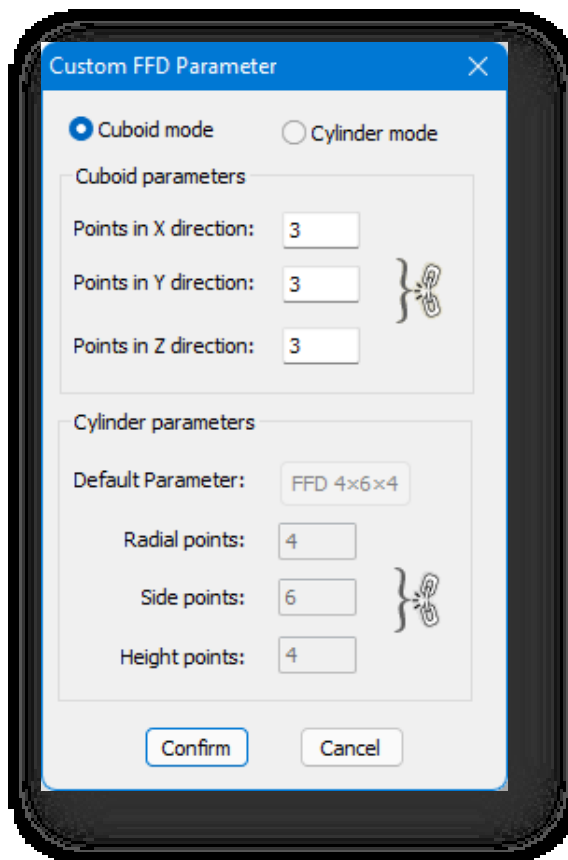 Custom FFD Parameter
Cuboid mode Cylinder mode
Cuboid parameters
Points in X direction: 3
Points in Y direction: 3
Points in Z direction: 3
Cylinder parameters
Default Parameter: FFD 4×6×4
Radial points: 4
Side points: 6
Height points: 4
Confirm Cancel